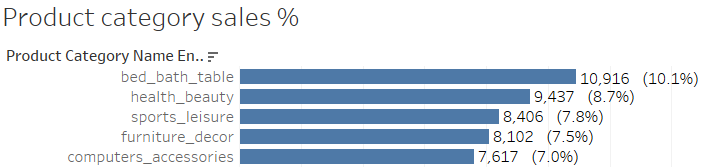 Product category sales %
Product Category Name En..
bed_bath_table 10,916 (10.1%)
health_beauty 9,437 (8.7%)
sports_leisure 8,406 (7.8%)
furniture_decor 8,102 (7.5%)
computers_accessories 7,617 (7.0%)